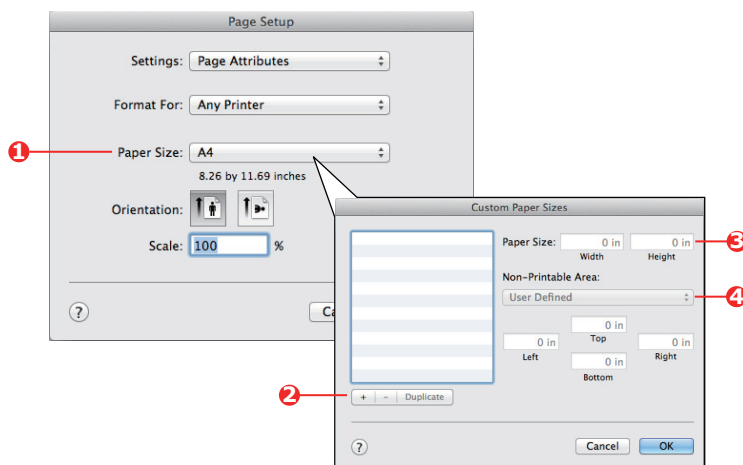 Page Setup
Settings: Page Attributes
Format For: Any Printer
1
Paper Size: A4
8.26 by 11.69 inches
Orientation:
Scale: 100 %
?
Ca
Custom Paper Sizes
Paper Size: 0 in 0 in
3
Width Height
Non-Printable Area:
User Defined
4
0 in
Top
0 in 0 in
Left Right
0 in
Bottom
2
+ - Duplicate
?
Cancel OK